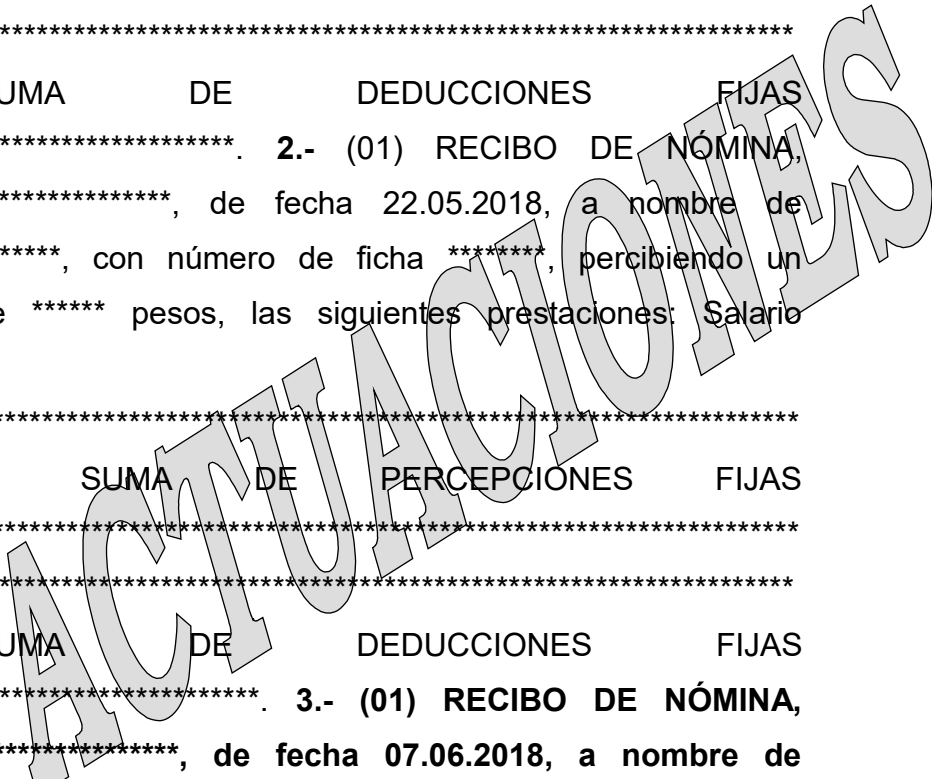 *****************************************************************
UMA DE DEDUCCIONES FIJAS
*******************. 2.- (01) RECIBO DE NÓMINA,
**************, de fecha 22.05.2018, a nombre de
*****, con número de ficha ********, percibiendo un
e ****** pesos, las siguientes prestaciones: Salario
*****************************************************************
SUMA DE PERCEPCIONES FIJAS
*****************************************************************
*****************************************************************
UMA DE DEDUCCIONES FIJAS
*********************. 3.- (01) RECIBO DE NÓMINA,
***************, de fecha 07.06.2018, a nombre de
ACTUACIONES